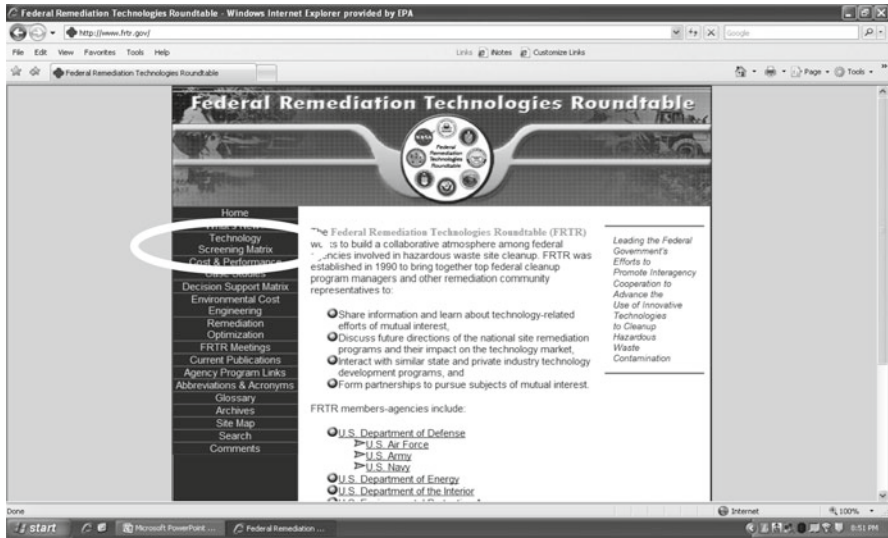 Federal Remediation Technologies Roundtable - Windows Internet Explorer provided by EPA
http://www.frtr.gov/
Google
File Edit View Favorites Tools Help
Links Notes Customize Links
Federal Remediation Technologies Roundtable
Page Tools
Federal Remediation Technologies Roundtable
Federal
Remediation
Technologies
Roundtable
Home
What's New
Technology
Screening Matrix
Cost & Performance
Case Studies
Decision Support Matrix
Environmental Cost
Engineering
Remediation
Optimization
FRTR Meetings
Current Publications
Agency Program Links
Abbreviations & Acronyms
Glossary
Archives
Site Map
Search
Comments
The Federal Remediation Technologies Roundtable (FRTR)
works to build a collaborative atmosphere among federal
agencies involved in hazardous waste site cleanup. FRTR was
established in 1990 to bring together top federal cleanup
program managers and other remediation community
representatives to:
Share information and learn about technology-related
efforts of mutual interest,
Discuss future directions of the national site remediation
programs and their impact on the technology market,
Interact with similar state and private industry technology
development programs, and
Form partnerships to pursue subjects of mutual interest.
FRTR members-agencies include:
U.S. Department of Defense
U.S. Air Force
U.S. Army
U.S. Navy
U.S. Department of Energy
U.S. Department of the Interior
Leading the Federal
Government's
Efforts to
Promote Interagency
Cooperation to
Advance the
Use of Innovative
Technologies
to Cleanup
Hazardous
Waste
Contamination
Done
Internet
100%
start
Microsoft PowerPoint ...
Federal Remediation ...
8:51 PM